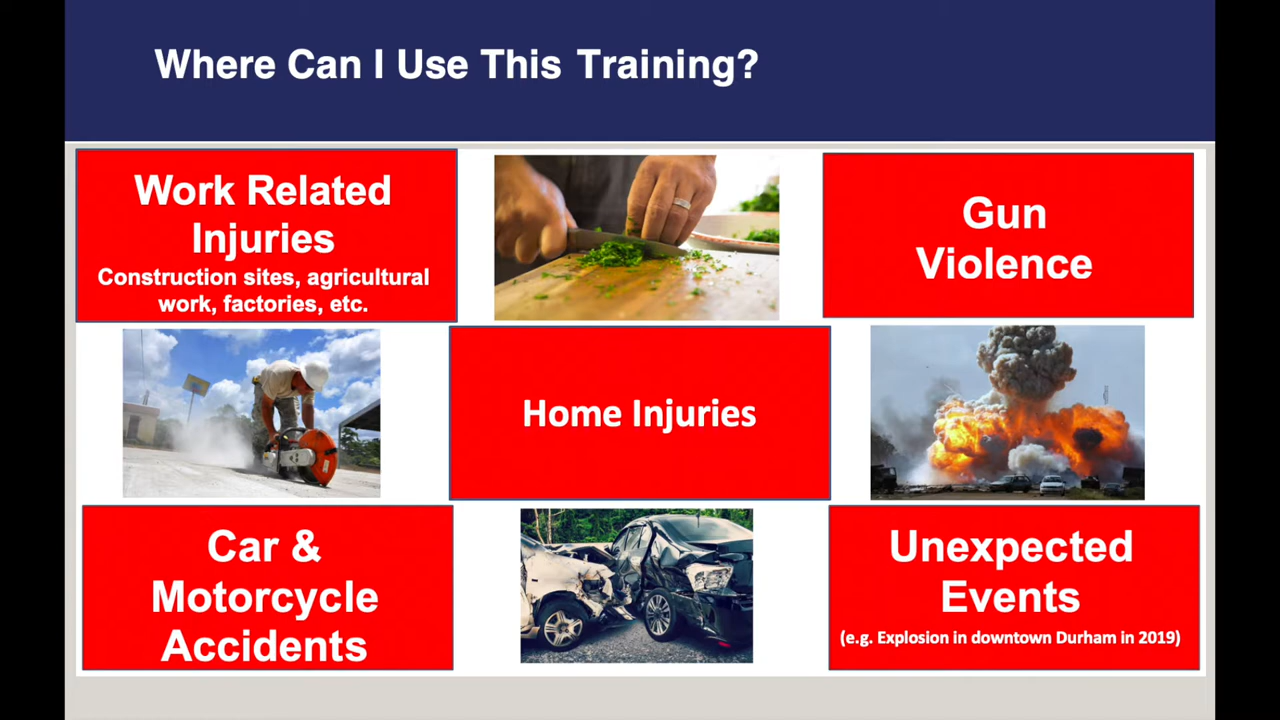 Where Can I Use This Training?
Work Related
Injuries
Construction sites, agricultural
work, factories, etc.
Gun
Violence
Home Injuries
Car &
Motorcycle
Accidents
Unexpected
Events
(e.g. Explosion in downtown Durham in 2019)